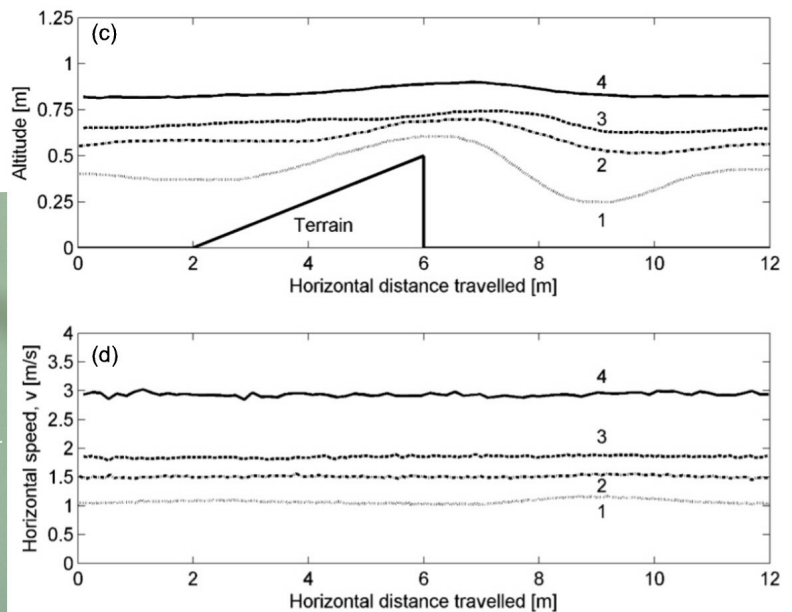 (c)
Altitude [m]
1.25
1
0.75
0.5
0.25
0
4
3
2
1
Terrain
0 2 4 6 8 10 12
Horizontal distance travelled [m]
(d)
Horizontal speed, v [m/s]
4
3.5
3
2.5
2
1.5
1
0.5
0
4
3
2
1
0 2 4 6 8 10 12
Horizontal distance travelled [m]